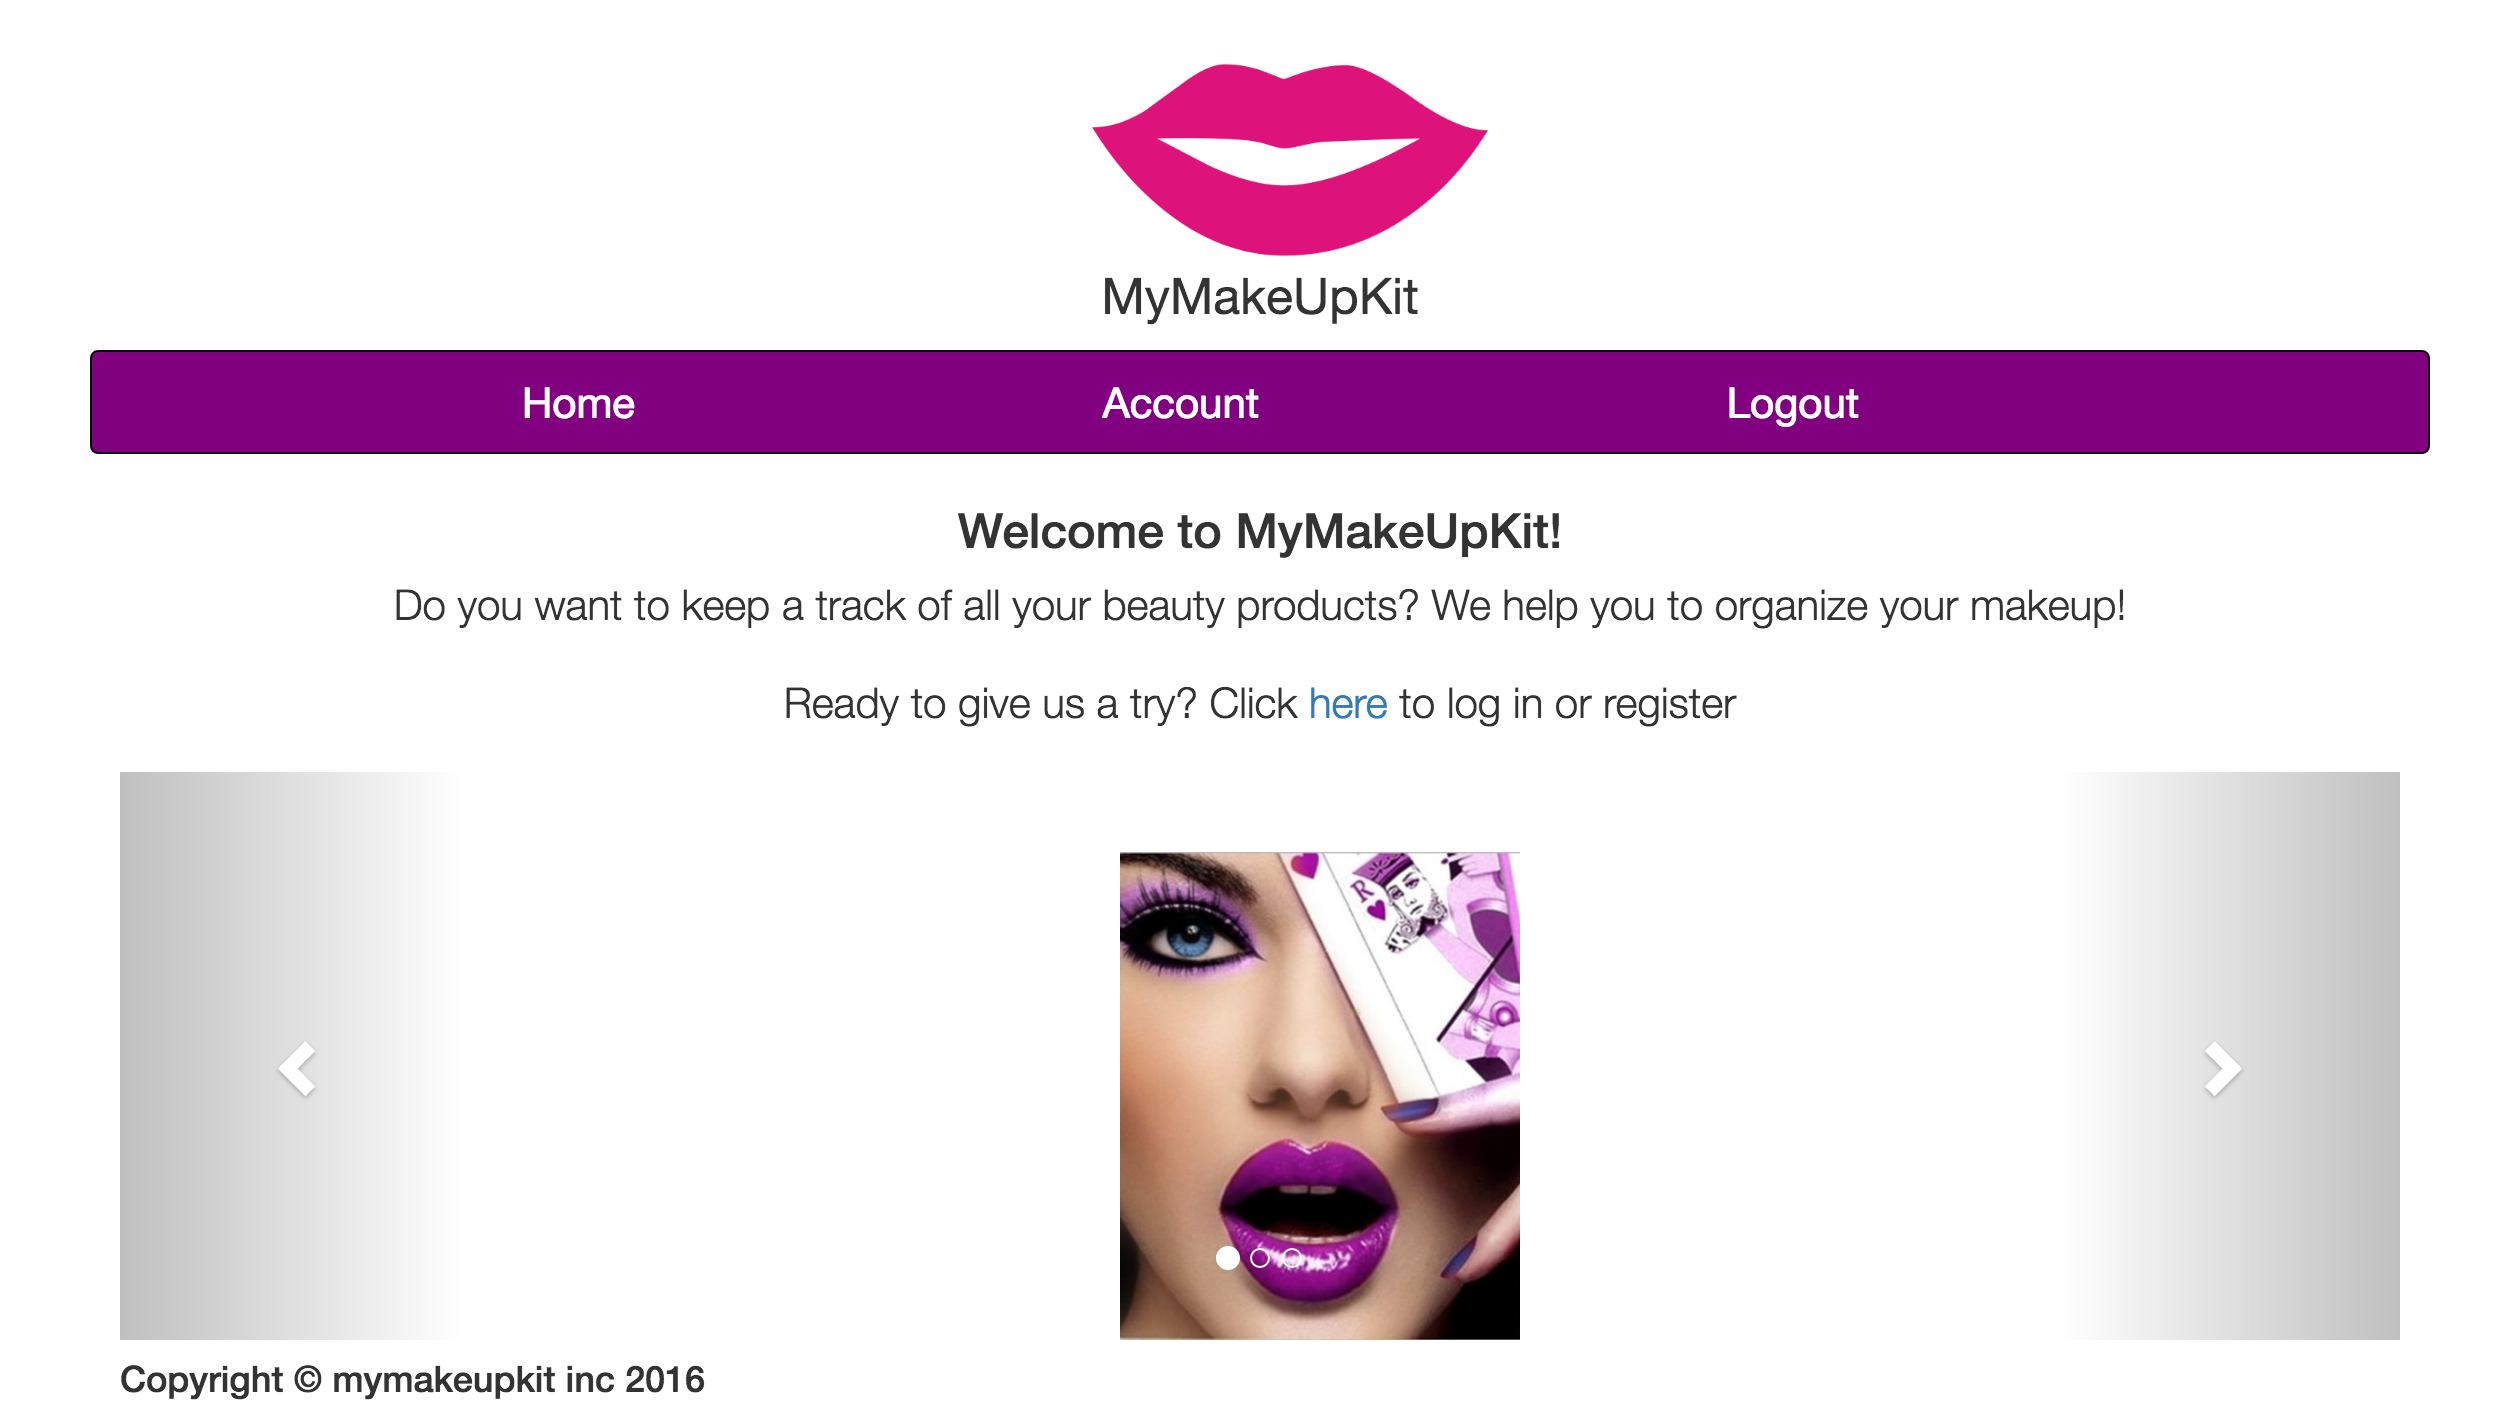 MyMakeUpKit
Home Account Logout
Welcome to MyMakeUpKit!
Do you want to keep a track of all your beauty products? We help you to organize your makeup!
Ready to give us a try? Click here to log in or register
R
Copyright © mymakeupkit inc 2016